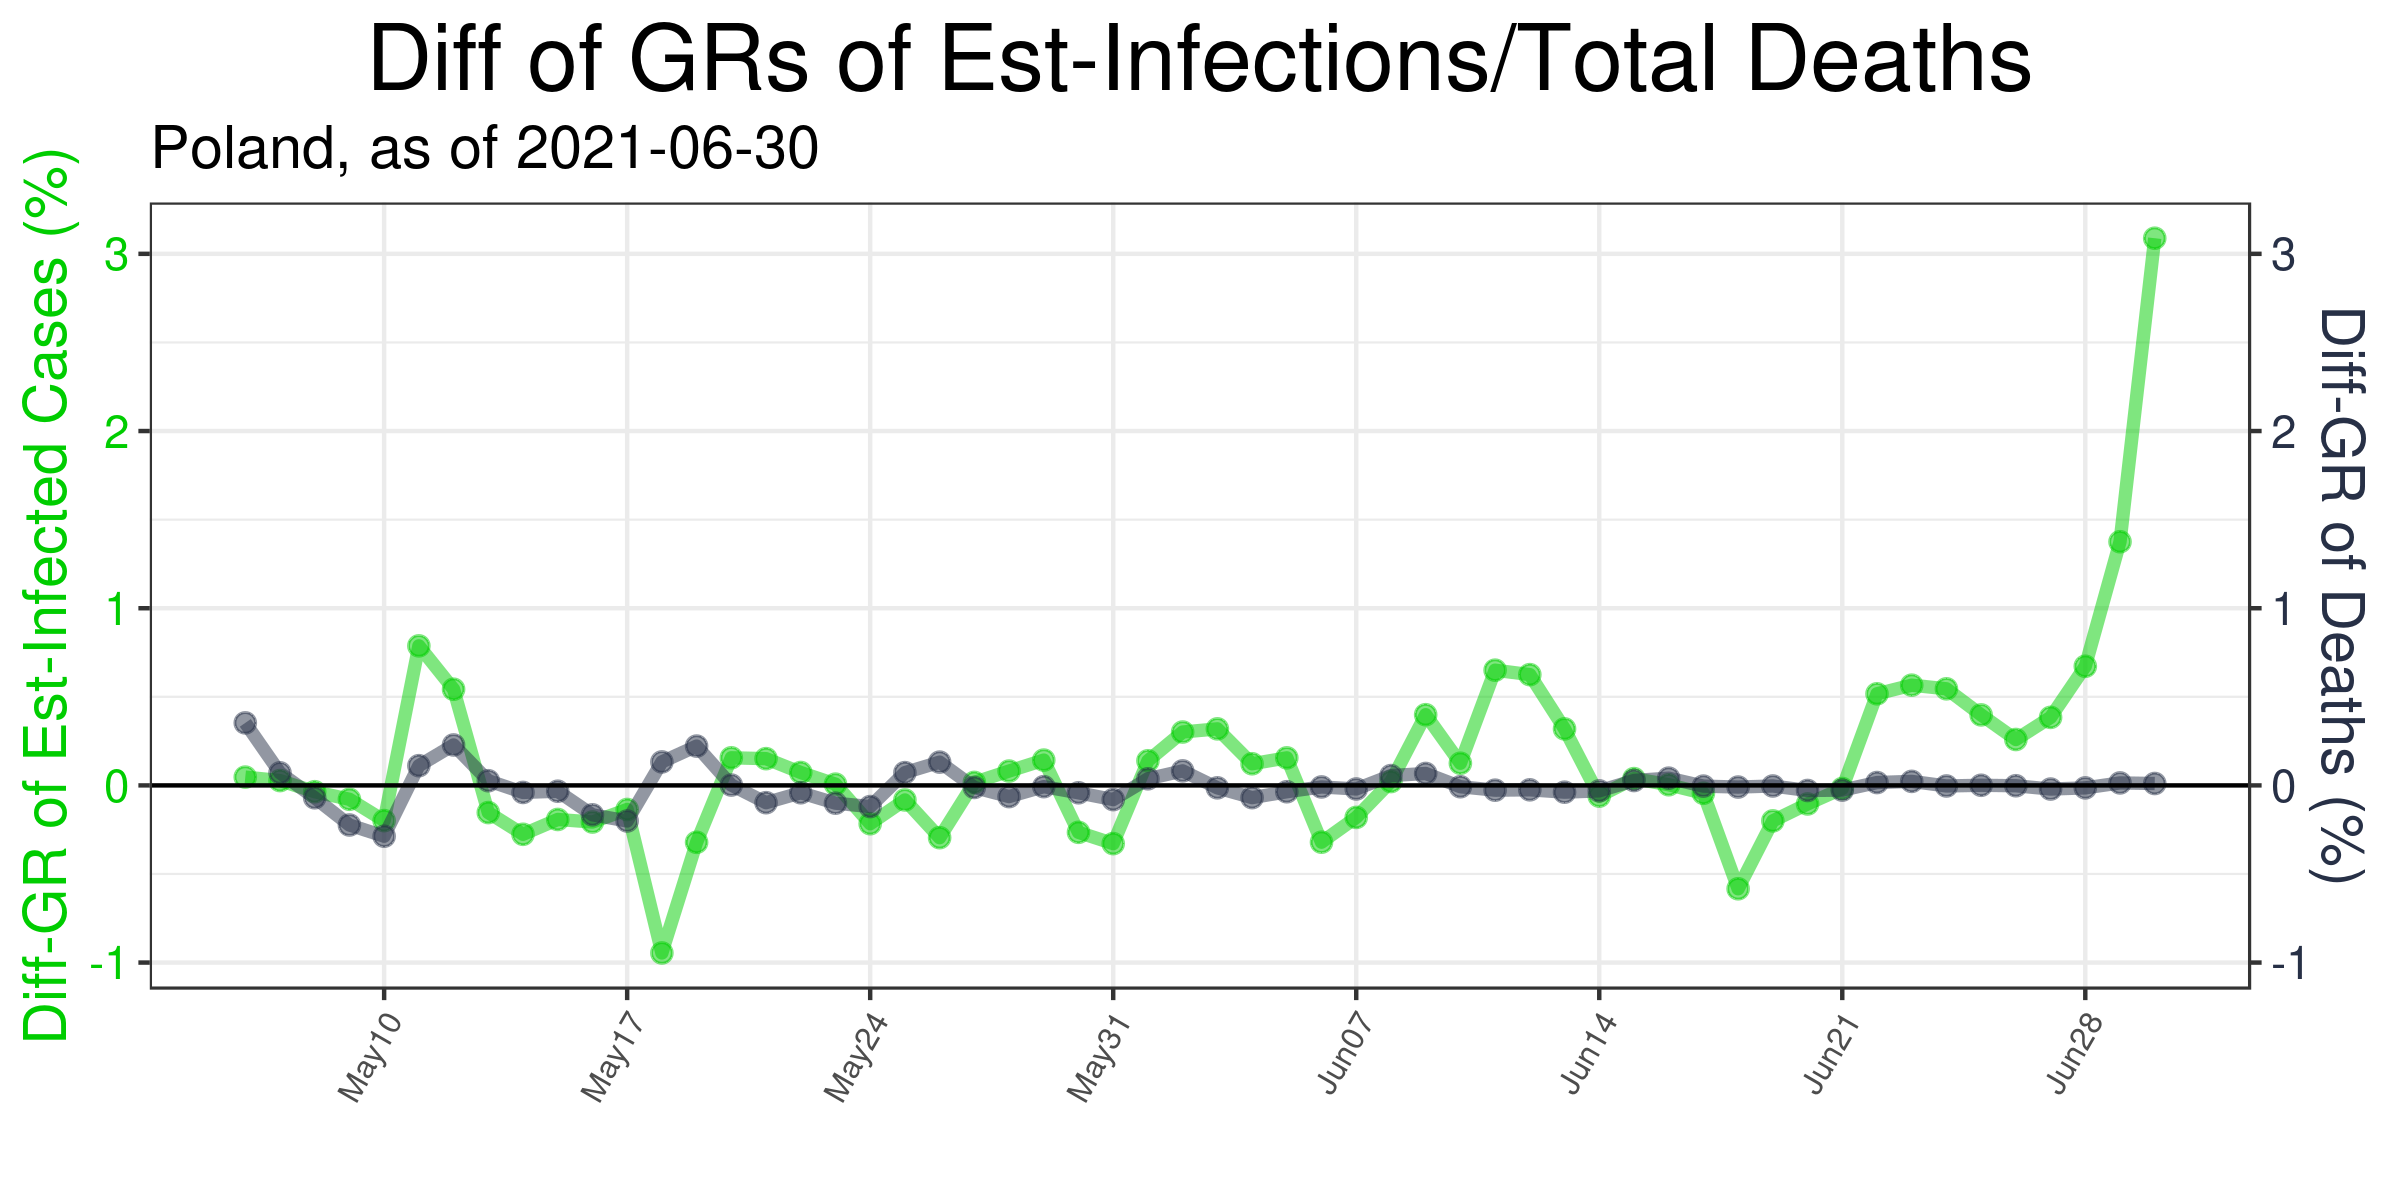 Diff of GRs of Est-Infections/Total Deaths
Poland, as of 2021-06-30
Diff-GR of Est-Infected Cases (%)
3
2
1
0
-1
3
2
1
0
-1
Diff-GR of Deaths (%)
May10
May17
May24
May31
Jun07
Jun14
Jun21
Jun28